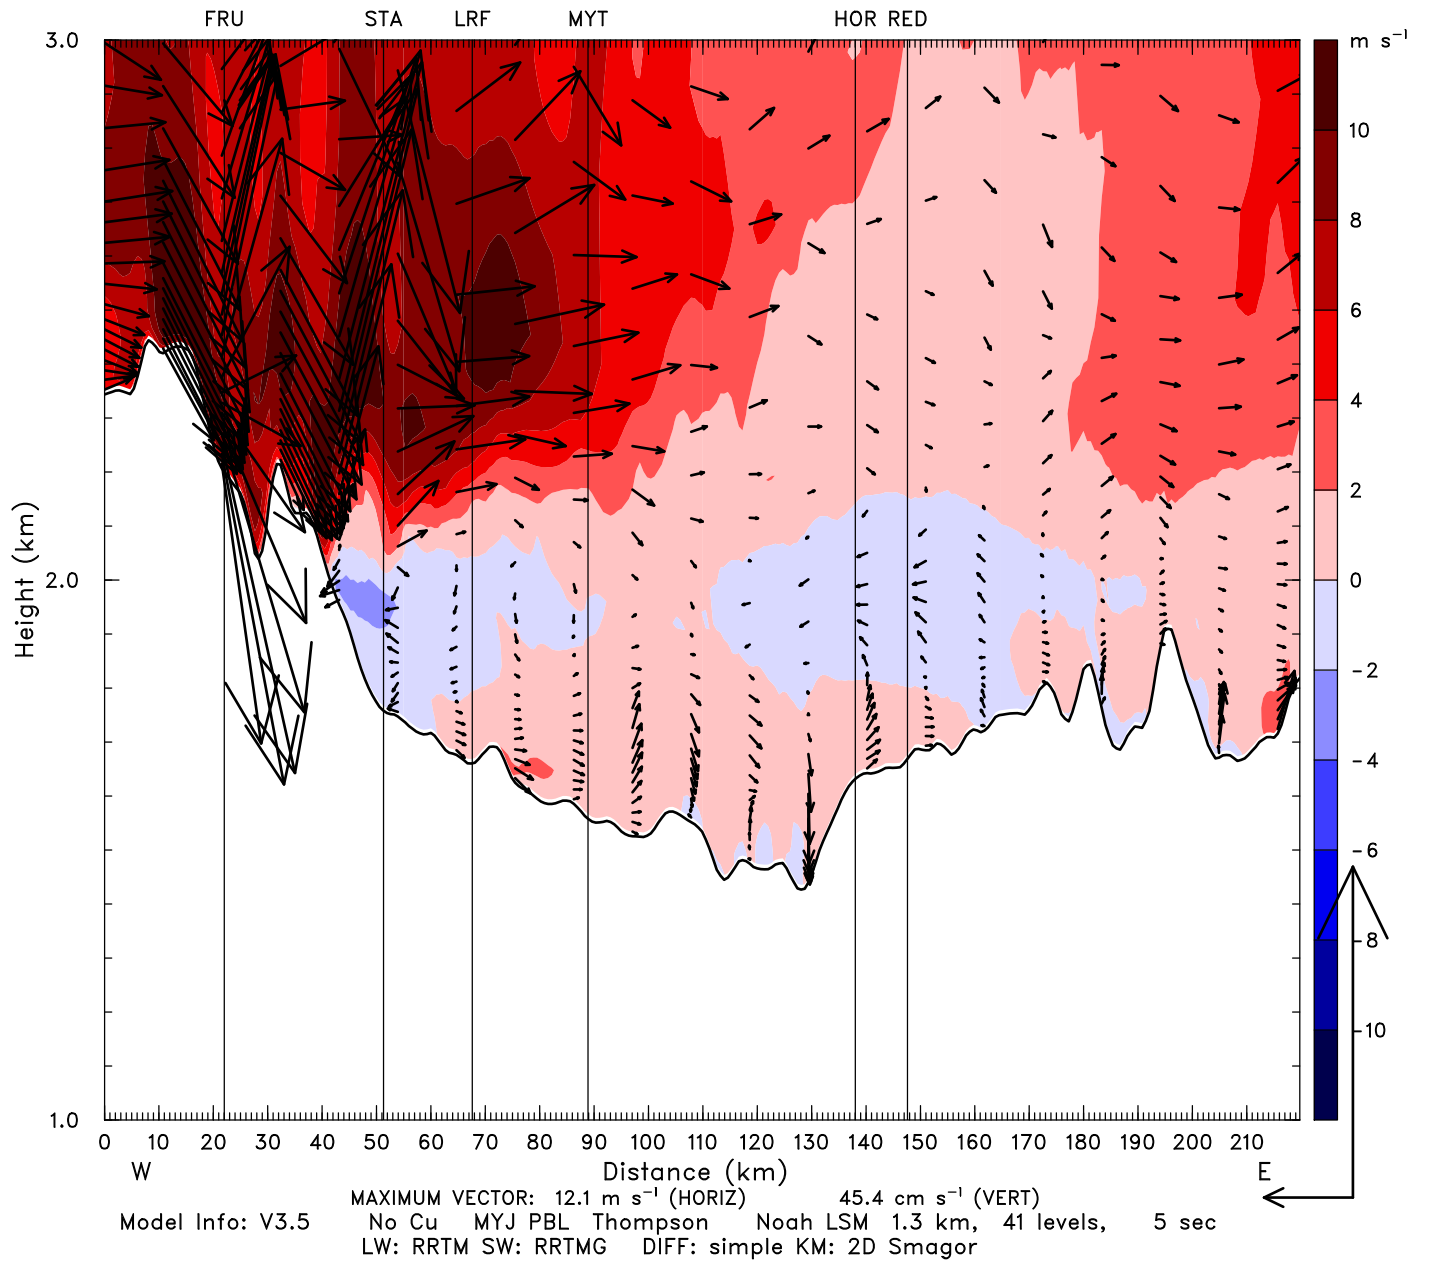 FRU STA LRF MYT HOR RED
3.0
m s⁻¹
10
8
6
4
Height (km)
2
2.0
0
-2
-4
-6
-8
-10
1.0
0 10 20 30 40 50 60 70 80 90 100 110 120 130 140 150 160 170 180 190 200 210
W Distance (km) E
MAXIMUM VECTOR: 12.1 m s⁻¹ (HORIZ) 45.4 cm s⁻¹ (VERT)
Model Info: V3.5 No Cu MYJ PBL Thompson Noah LSM 1.3 km, 41 levels, 5 sec
LW: RRTM SW: RRTMG DIFF: simple KM: 2D Smagor